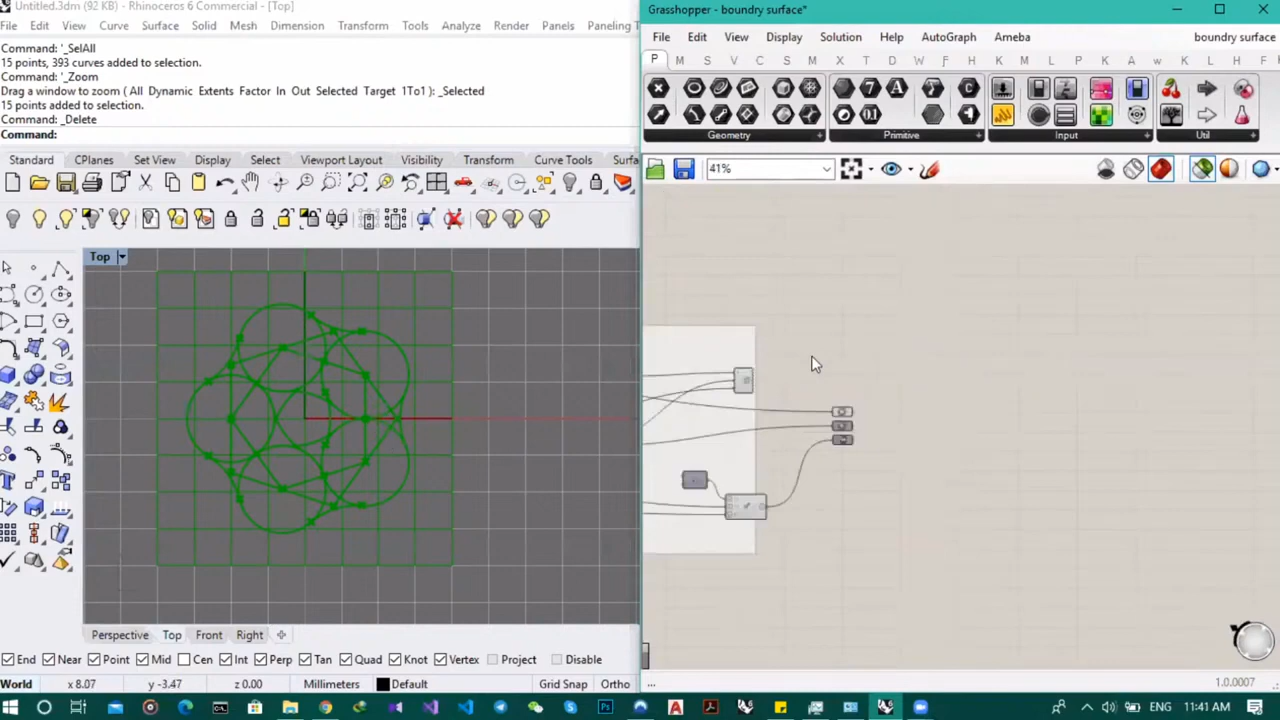 Untitled.3dm (92 KB) - Rhinoceros 6 Commercial - [Top]
File Edit View Curve Surface Solid Mesh Dimension Transform Tools Analyze Render Panels Paneling T
Command: '_SelAll
15 points, 393 curves added to selection.
Command: '_Zoom
Drag a window to zoom ( All Dynamic Extents Factor In Out Selected Target 1To1 ): _Selected
15 points added to selection.
Command: _Delete
Command:
Standard CPlanes Set View Display Select Viewport Layout Visibility Transform Curve Tools Surfa
Top
Perspective Top Front Right
End Near Point Mid Cen Int Perp Tan Quad Knot Vertex Project Disable
World x 8.07 y -3.47 z 0.00 Millimeters Default Grid Snap Ortho
Grasshopper - boundry surface*
File Edit View Display Solution Help AutoGraph Ameba boundry surface
P M S V C S M I X T D W F H K M K A w K L H F
Geometry Primitive Input Util
41%
...
1.0.0007
ENG 11:41 AM